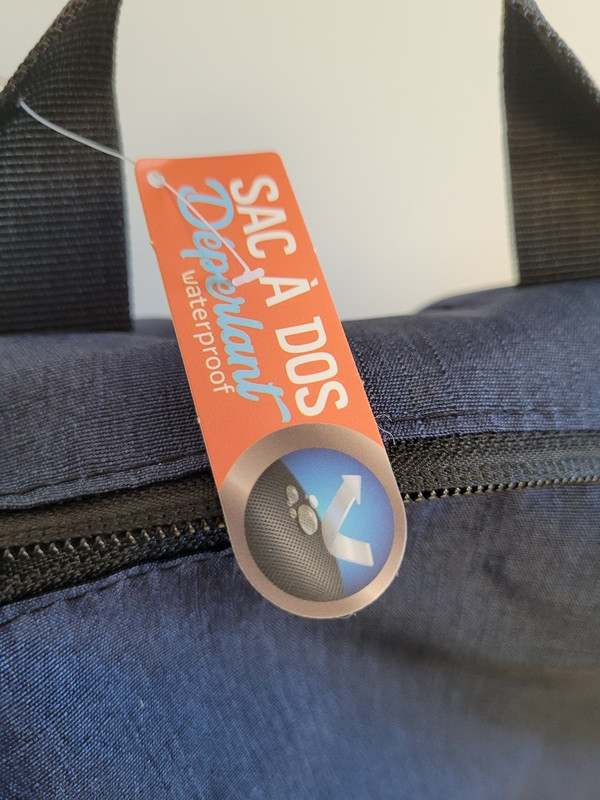 SAC À DOS
Déperlant
waterproof